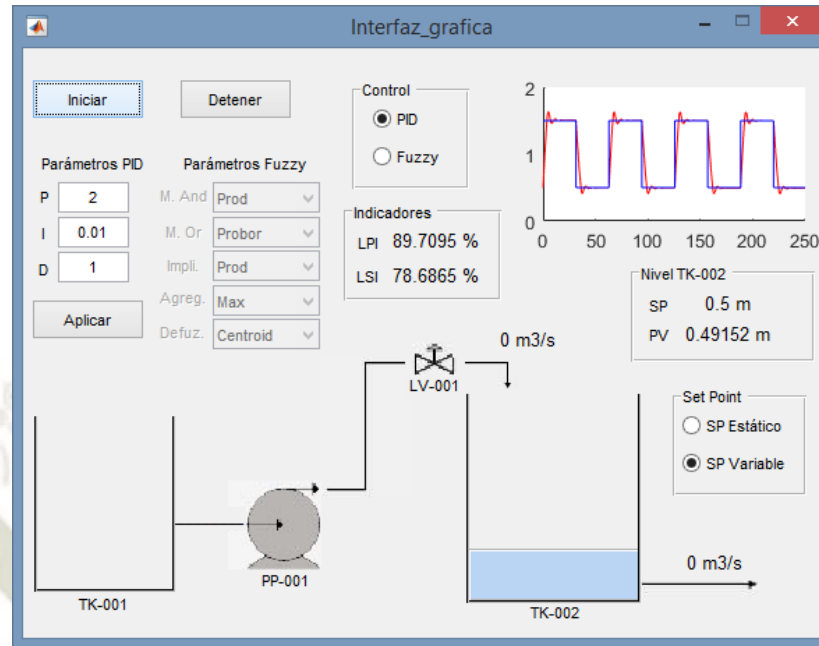 Interfaz_grafica
Iniciar
Detener
Control
PID
Fuzzy
Parámetros PID
P 2
I 0.01
D 1
Aplicar
Parámetros Fuzzy
M. And Prod
M. Or Probor
Impli. Prod
Agreg. Max
Defuz. Centroid
Indicadores
LPI 89.7095 %
LSI 78.6865 %
2
1
0
0 50 100 150 200 250
Nivel TK-002
SP 0.5 m
PV 0.49152 m
0 m3/s
LV-001
Set Point
SP Estático
SP Variable
PP-001
TK-001
0 m3/s
TK-002